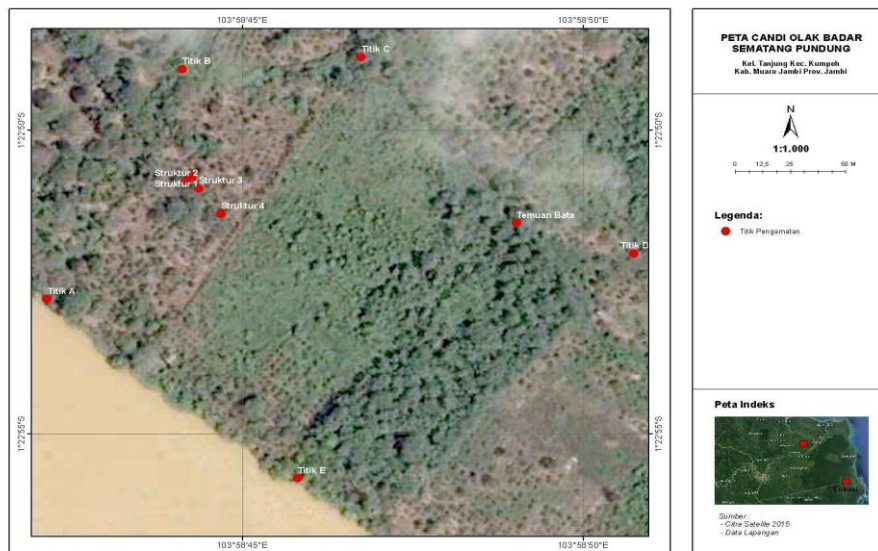 103°58'45"E
103°58'50"E
Titik C
Titik B
1°22'50"S
1°22'50"S
Struktur 2
Struktur 1
Struktur 3
Struktur 4
Temuan Bata
Titik D
Titik A
1°22'55"S
1°22'55"S
Titik E
103°58'45"E
103°58'50"E
PETA CANDI OLAK BADAR
SEMATANG PUNDUNG
Kel. Tanjung Kec. Kumpeh
Kab. Muaro Jambi Prov. Jambi
N
1:1.000
0 12,5 25 50 M
Legenda:
Titik Pengamatan
Peta Indeks
Lokasi
Sumber :
- Citra Satelite 2015
- Data Lapangan